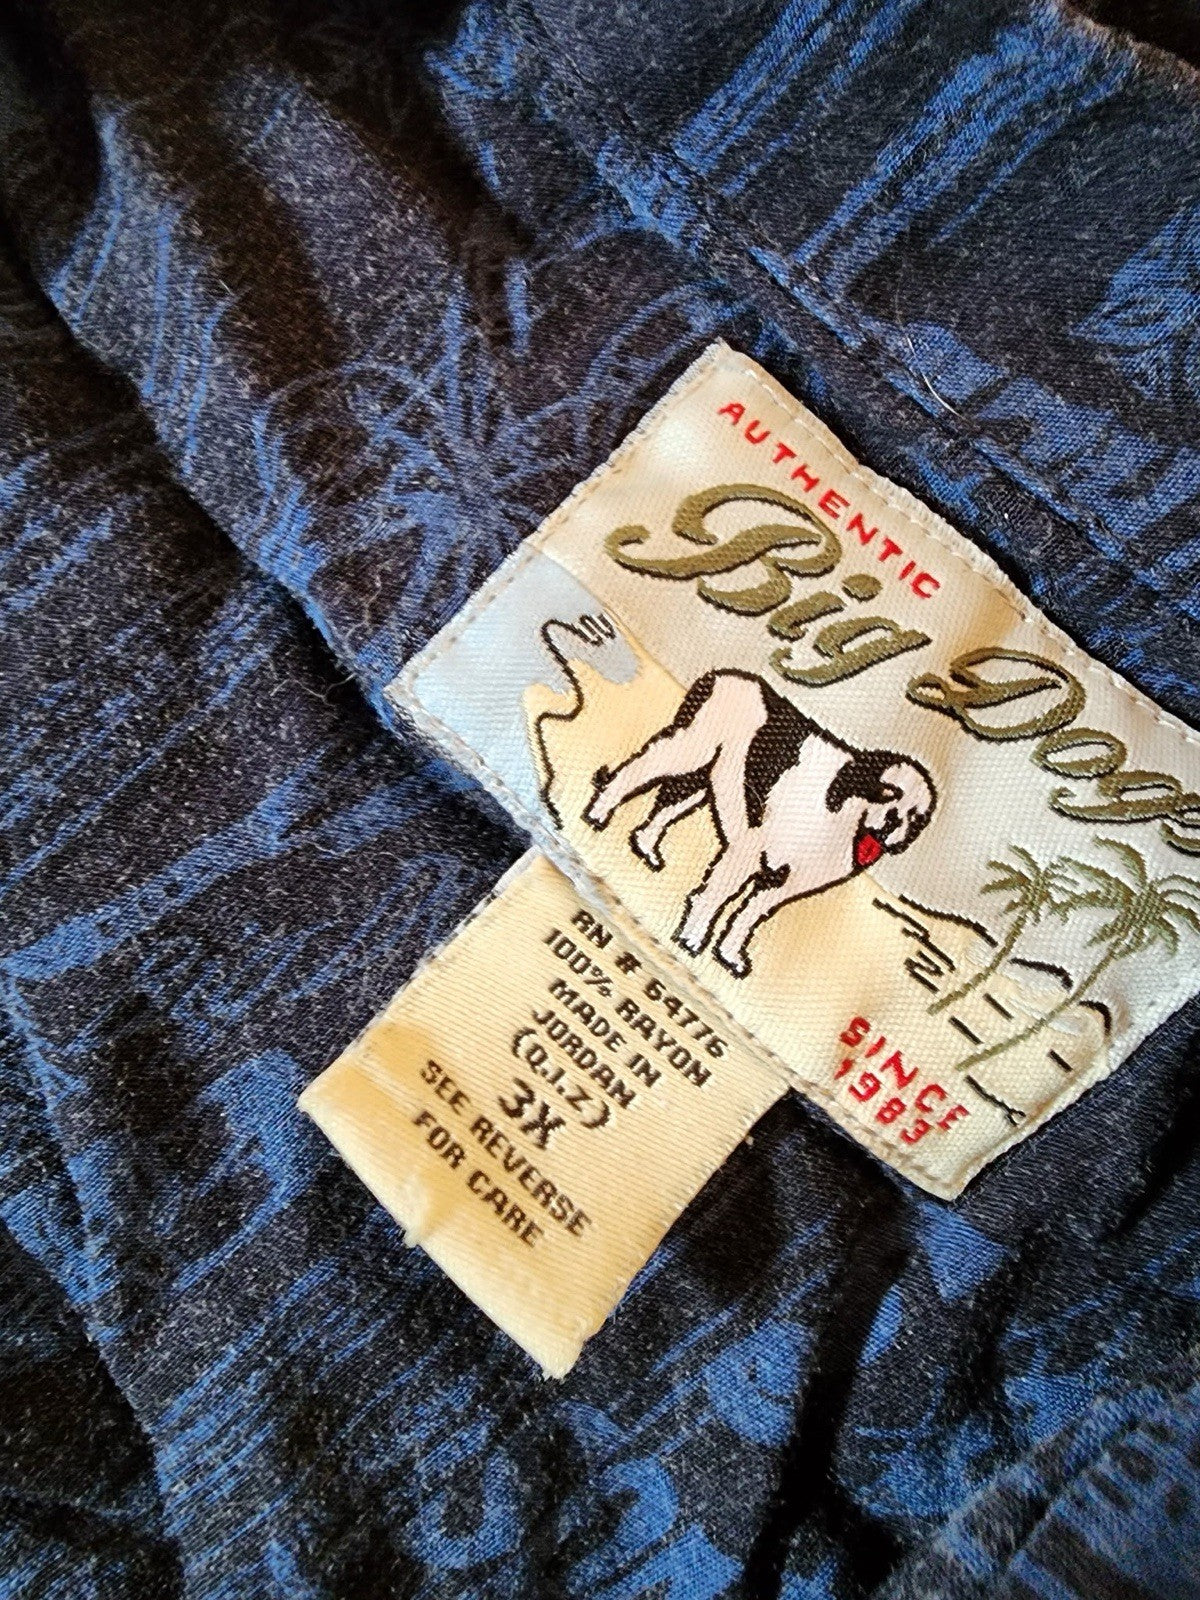 AUTHENTIC
Big Dogs
SINCE
1983
RN # 64776
100% RAYON
MADE IN
JORDAN
(Q.I.Z)
3X
SEE REVERSE
FOR CARE